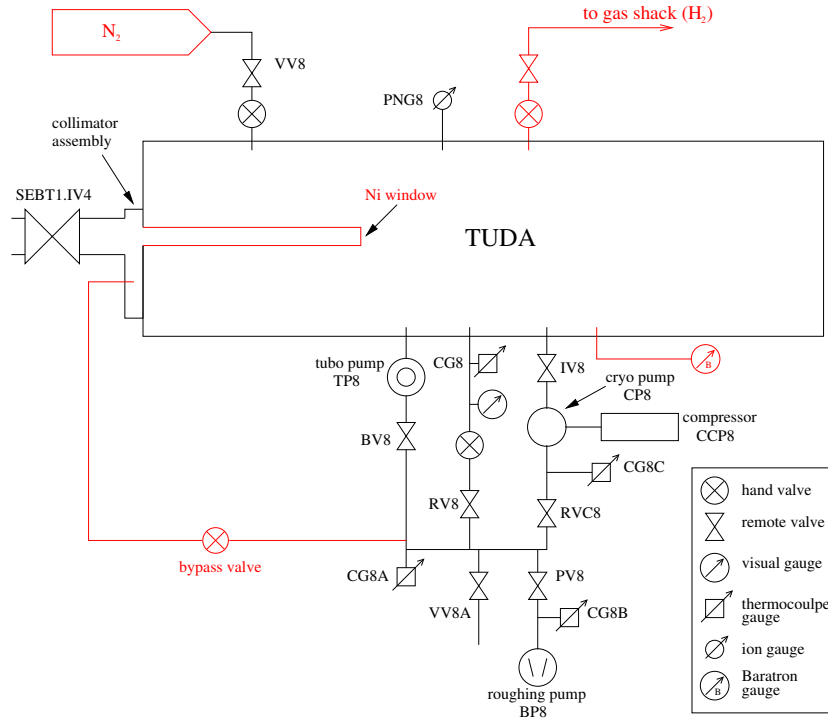 to gas shack (H2)
N2
VV8
PNG8
collimator
assembly
SEBT1.IV4
Ni window
TUDA
tubo pump
TP8
CG8
IV8
cryo pump
CP8
B
compressor
CCP8
BV8
CG8C
RV8
RVC8
bypass valve
CG8A
VV8A
PV8
CG8B
roughing pump
BP8
hand valve
remote valve
visual gauge
thermocoulpe
gauge
ion gauge
B
Baratron
gauge